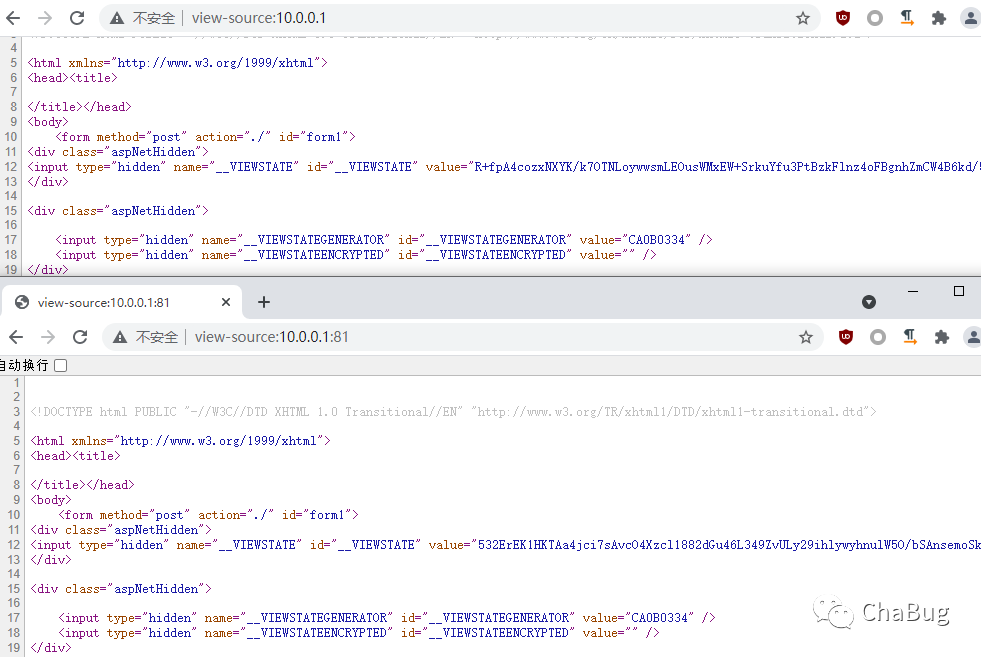 不安全 view-source:10.0.0.1
4
5 <html xmlns="http://www.w3.org/1999/xhtml">
6 <head><title>
7
8 </title></head>
9 <body>
10 <form method="post" action="./" id="form1">
11 <div class="aspNetHidden">
12 <input type="hidden" name="__VIEWSTATE" id="__VIEWSTATE" value="R+fpA4cozxNXYK/k7OTNLoywwsmLEOusWMxEW+SrkuYfu3PtBzkFlnz4oFBgnhZmCW4B6kd/
13 </div>
14
15 <div class="aspNetHidden">
16
17 <input type="hidden" name="__VIEWSTATEGENERATOR" id="__VIEWSTATEGENERATOR" value="CA0B0334" />
18 <input type="hidden" name="__VIEWSTATEENCRYPTED" id="__VIEWSTATEENCRYPTED" value="" />
19 </div>
view-source:10.0.0.1:81
不安全 view-source:10.0.0.1:81
自动换行
1
2
3 <!DOCTYPE html PUBLIC "-//W3C//DTD XHTML 1.0 Transitional//EN" "http://www.w3.org/TR/xhtml1/DTD/xhtml1-transitional.dtd">
4
5 <html xmlns="http://www.w3.org/1999/xhtml">
6 <head><title>
7
8 </title></head>
9 <body>
10 <form method="post" action="./" id="form1">
11 <div class="aspNetHidden">
12 <input type="hidden" name="__VIEWSTATE" id="__VIEWSTATE" value="532ErEK1HKTAa4jci7sAvc04Xzcl1882dGu46L349ZvULy29ihlywyhnulW5O/bSAnsemoSk
13 </div>
14
15 <div class="aspNetHidden">
16
17 <input type="hidden" name="__VIEWSTATEGENERATOR" id="__VIEWSTATEGENERATOR" value="CA0B0334" />
18 <input type="hidden" name="__VIEWSTATEENCRYPTED" id="__VIEWSTATEENCRYPTED" value="" />
19 </div>
ChaBug